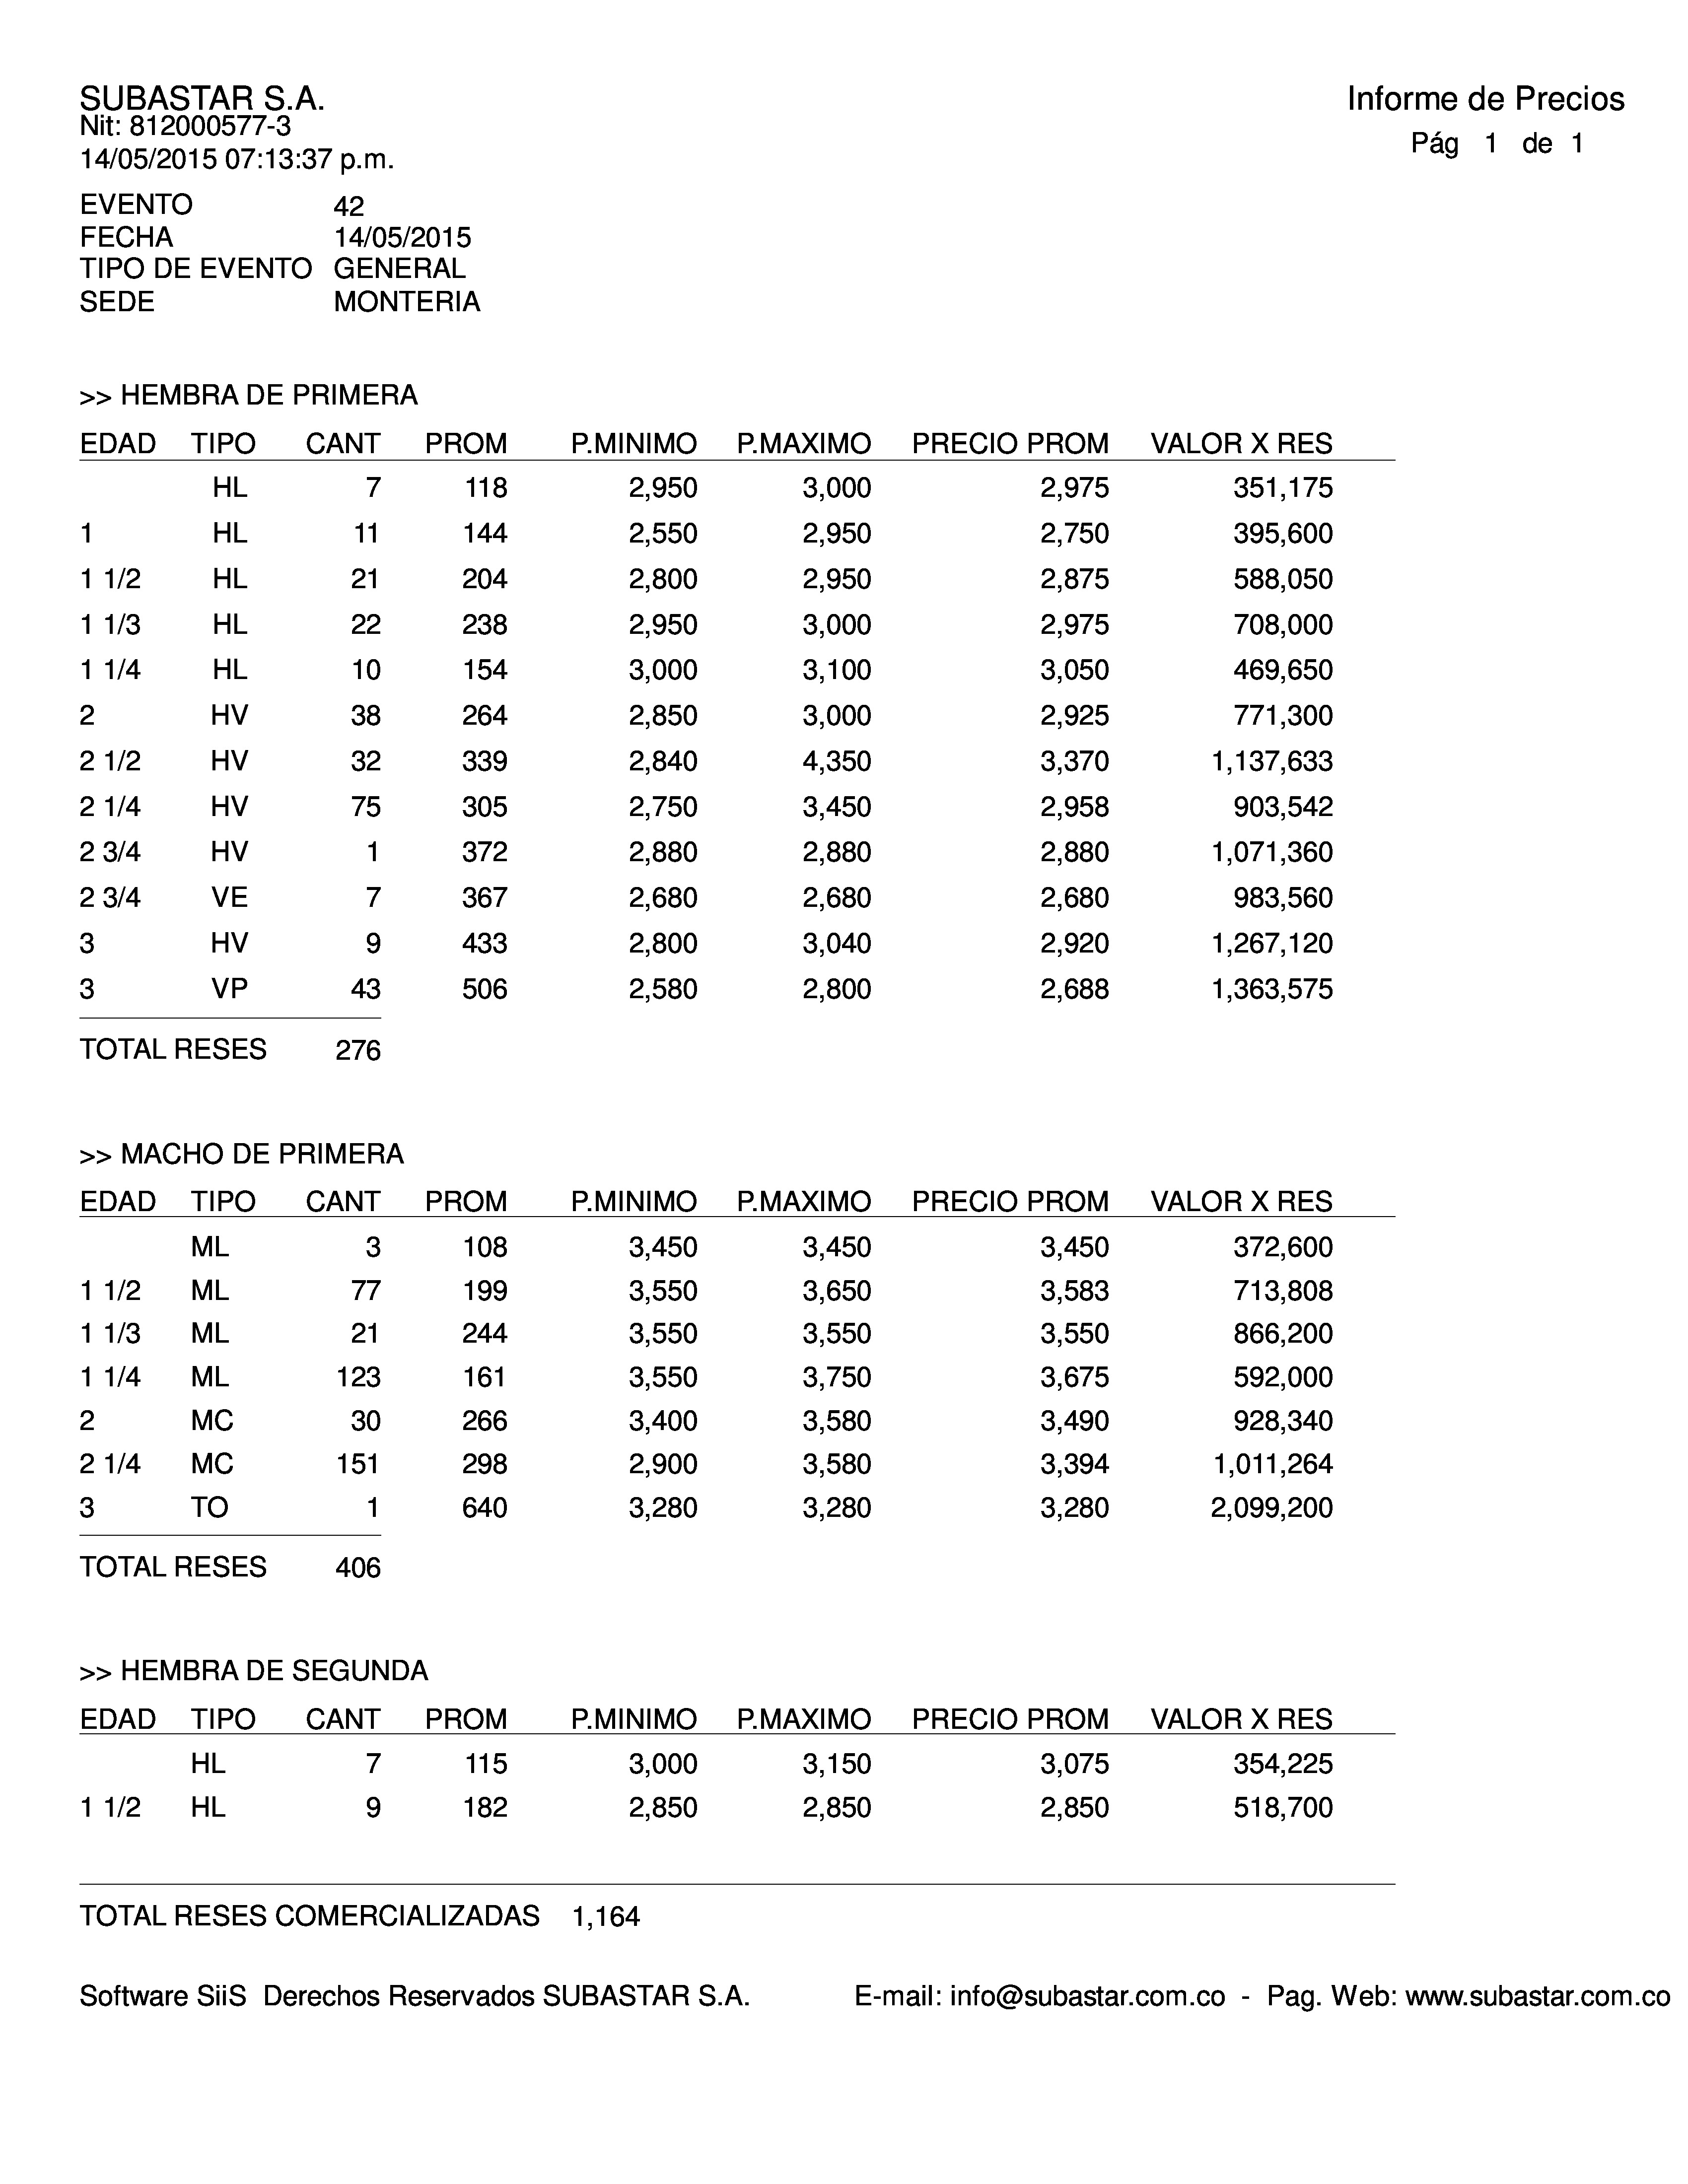 SUBASTAR S.A.
Informe de Precios
Nit: 812000577-3
Pág 1 de 1
14/05/2015 07:13:37 p.m.
EVENTO 42
FECHA 14/05/2015
TIPO DE EVENTO GENERAL
SEDE MONTERIA
>> HEMBRA DE PRIMERA
EDAD TIPO CANT PROM P.MINIMO P.MAXIMO PRECIO PROM VALOR X RES
HL 7 118 2,950 3,000 2,975 351,175
1 HL 11 144 2,550 2,950 2,750 395,600
1 1/2 HL 21 204 2,800 2,950 2,875 588,050
1 1/3 HL 22 238 2,950 3,000 2,975 708,000
1 1/4 HL 10 154 3,000 3,100 3,050 469,650
2 HV 38 264 2,850 3,000 2,925 771,300
2 1/2 HV 32 339 2,840 4,350 3,370 1,137,633
2 1/4 HV 75 305 2,750 3,450 2,958 903,542
2 3/4 HV 1 372 2,880 2,880 2,880 1,071,360
2 3/4 VE 7 367 2,680 2,680 2,680 983,560
3 HV 9 433 2,800 3,040 2,920 1,267,120
3 VP 43 506 2,580 2,800 2,688 1,363,575
TOTAL RESES 276
>> MACHO DE PRIMERA
EDAD TIPO CANT PROM P.MINIMO P.MAXIMO PRECIO PROM VALOR X RES
ML 3 108 3,450 3,450 3,450 372,600
1 1/2 ML 77 199 3,550 3,650 3,583 713,808
1 1/3 ML 21 244 3,550 3,550 3,550 866,200
1 1/4 ML 123 161 3,550 3,750 3,675 592,000
2 MC 30 266 3,400 3,580 3,490 928,340
2 1/4 MC 151 298 2,900 3,580 3,394 1,011,264
3 TO 1 640 3,280 3,280 3,280 2,099,200
TOTAL RESES 406
>> HEMBRA DE SEGUNDA
EDAD TIPO CANT PROM P.MINIMO P.MAXIMO PRECIO PROM VALOR X RES
HL 7 115 3,000 3,150 3,075 354,225
1 1/2 HL 9 182 2,850 2,850 2,850 518,700
TOTAL RESES COMERCIALIZADAS 1,164
Software SiiS Derechos Reservados SUBASTAR S.A. E-mail: info@subastar.com.co - Pag. Web: www.subastar.com.co